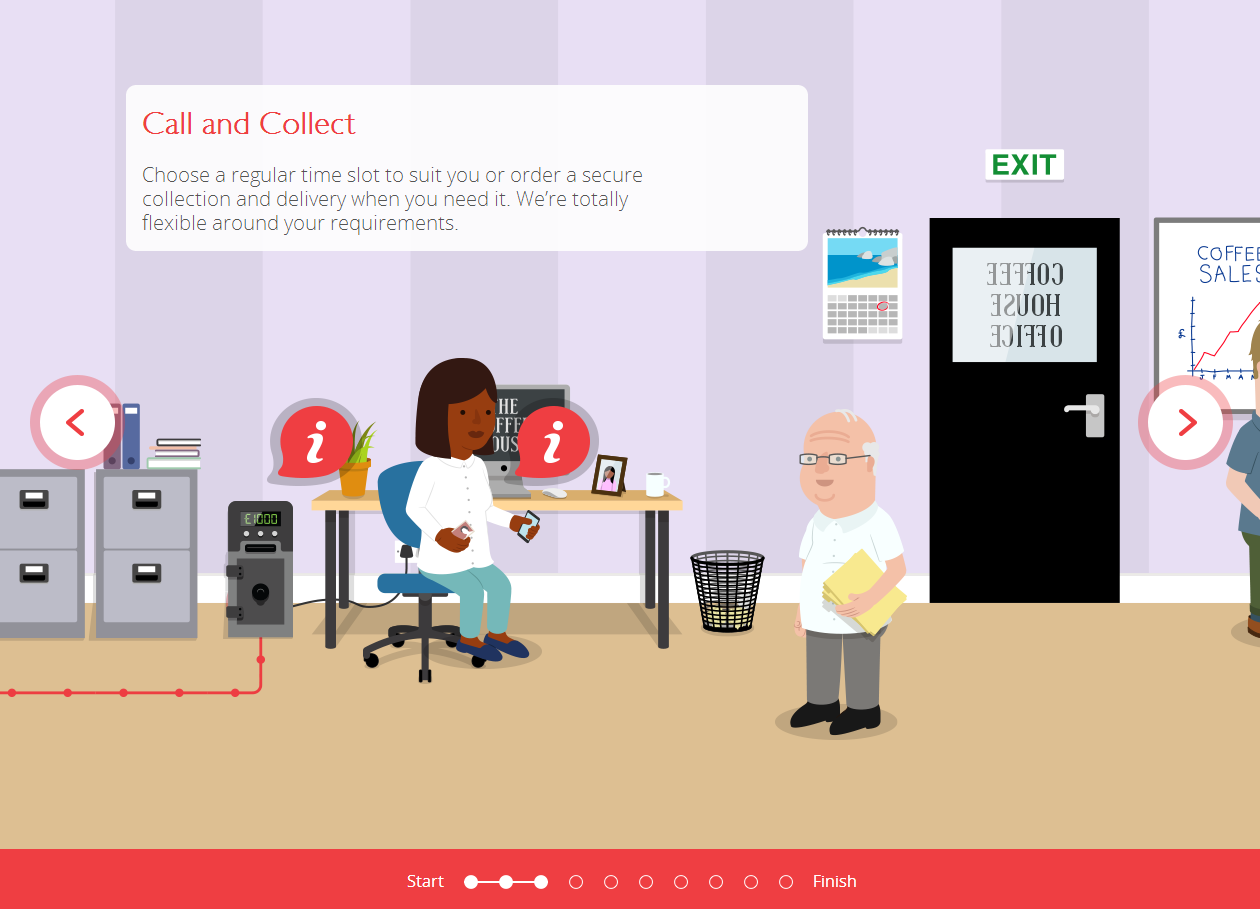 Call and Collect
Choose a regular time slot to suit you or order a secure
collection and delivery when you need it. We’re totally
flexible around your requirements.
EXIT
COFFEE
HOUSE
OFFICE
COFFEE
SALES
£
J F M A M
THE
COFFEE
HOUSE
i
i
£1000
Start
Finish